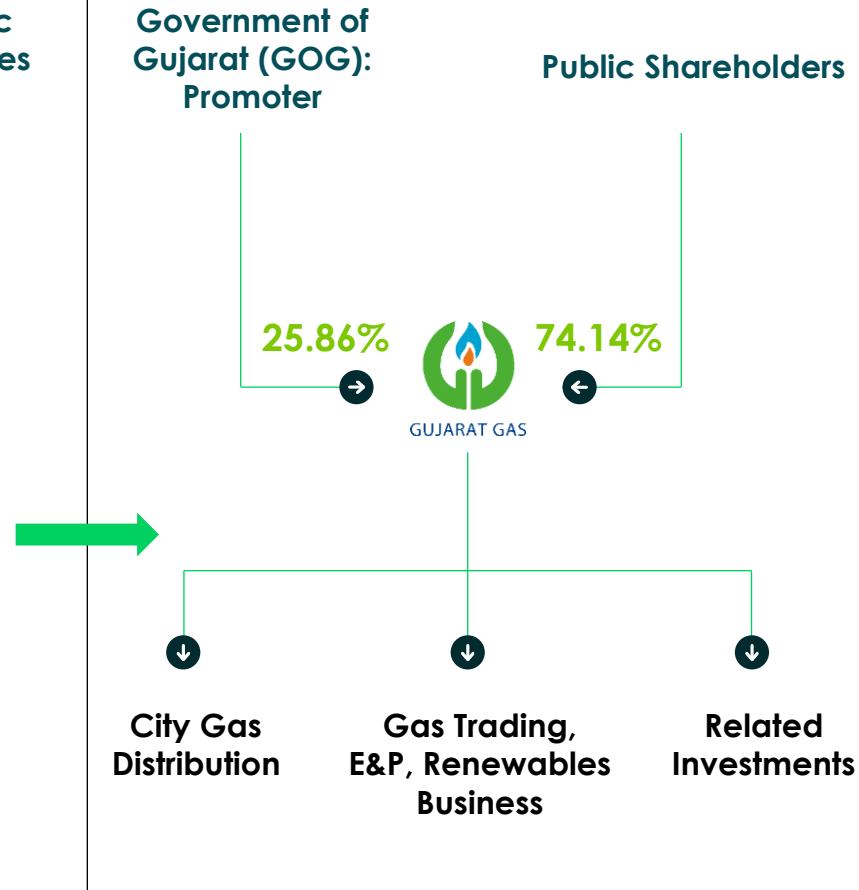 Government of
Gujarat (GOG):
Promoter
Public Shareholders
25.86%
74.14%
GUJARAT GAS
City Gas
Distribution
Gas Trading,
E&P, Renewables
Business
Related
Investments